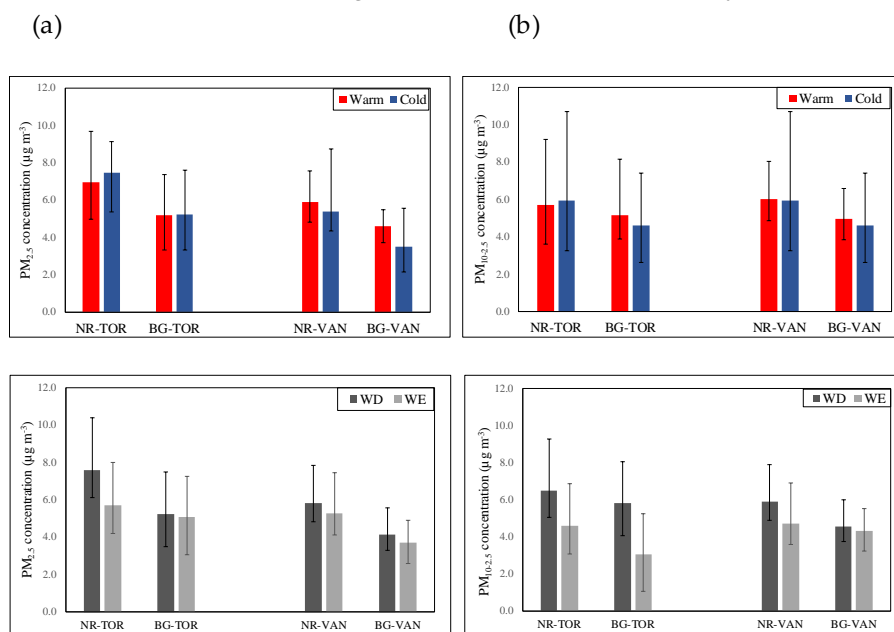 (a)
(b)
PM2.5 concentration (µg m-3)
12.0
10.0
8.0
6.0
4.0
2.0
0.0
Warm Cold
NR-TOR BG-TOR NR-VAN BG-VAN
PM10-2.5 concentration (µg m-3)
12.0
10.0
8.0
6.0
4.0
2.0
0.0
Warm Cold
NR-TOR BG-TOR NR-VAN BG-VAN
PM2.5 concentration (µg m-3)
12.0
10.0
8.0
6.0
4.0
2.0
0.0
WD WE
NR-TOR BG-TOR NR-VAN BG-VAN
PM10-2.5 concentration (µg m-3)
12.0
10.0
8.0
6.0
4.0
2.0
0.0
WD WE
NR-TOR BG-TOR NR-VAN BG-VAN